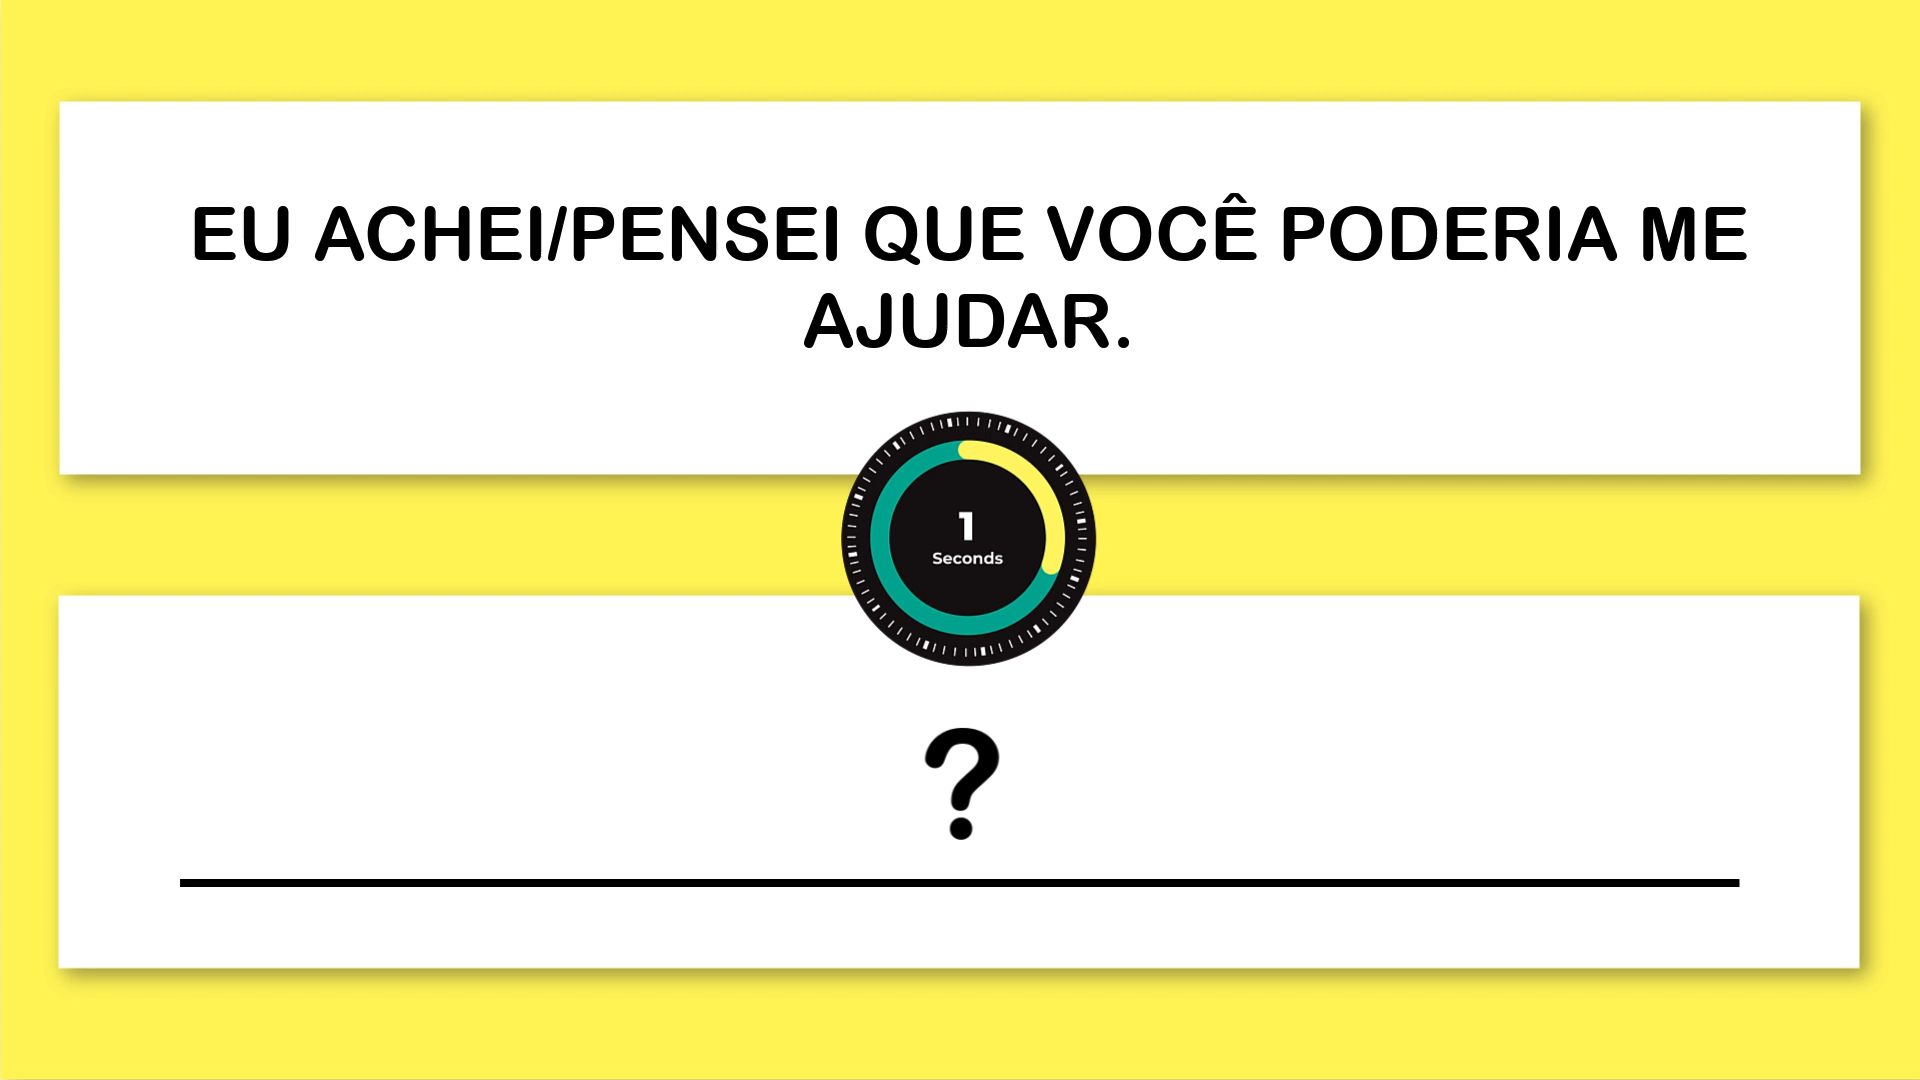 EU ACHEI/PENSEI QUE VOCÊ PODERIA ME
AJUDAR.
1
Seconds
?